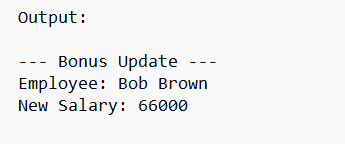 Output:
--- Bonus Update ---
Employee: Bob Brown
New Salary: 66000